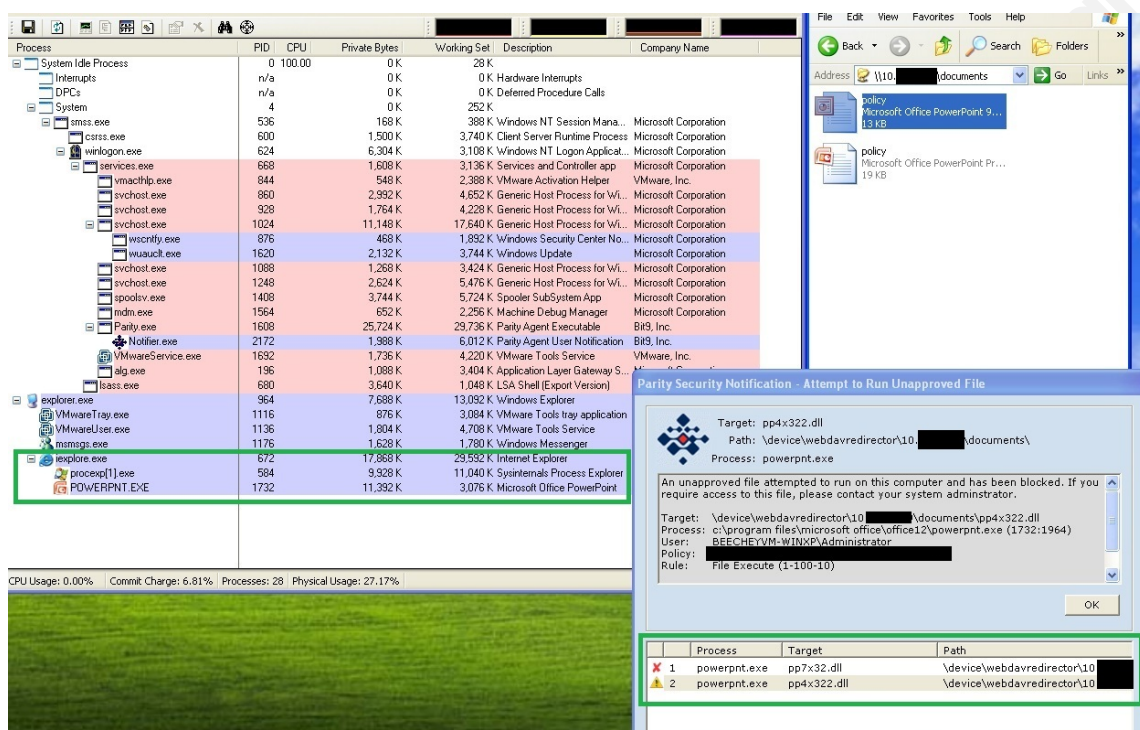 Process PID CPU Private Bytes Working Set Description Company Name
System Idle Process 0 100.00 0 K 28 K
Interrupts n/a 0 K 0 K Hardware Interrupts
DPCs n/a 0 K 0 K Deferred Procedure Calls
System 4 0 K 252 K
smss.exe 536 168 K 388 K Windows NT Session Mana... Microsoft Corporation
csrss.exe 600 1,500 K 3,740 K Client Server Runtime Process Microsoft Corporation
winlogon.exe 624 6,304 K 3,108 K Windows NT Logon Applicat... Microsoft Corporation
services.exe 668 1,608 K 3,136 K Services and Controller app Microsoft Corporation
vmacthlp.exe 844 548 K 2,388 K VMware Activation Helper VMware, Inc.
svchost.exe 860 2,992 K 4,652 K Generic Host Process for Wi... Microsoft Corporation
svchost.exe 928 1,764 K 4,228 K Generic Host Process for Wi... Microsoft Corporation
svchost.exe 1024 11,148 K 17,640 K Generic Host Process for Wi... Microsoft Corporation
wscntfy.exe 876 468 K 1,892 K Windows Security Center No... Microsoft Corporation
wuauclt.exe 1620 2,132 K 3,744 K Windows Update Microsoft Corporation
svchost.exe 1088 1,268 K 3,424 K Generic Host Process for Wi... Microsoft Corporation
svchost.exe 1248 2,624 K 5,476 K Generic Host Process for Wi... Microsoft Corporation
spoolsv.exe 1408 3,744 K 5,724 K Spooler SubSystem App Microsoft Corporation
mdm.exe 1564 652 K 2,256 K Machine Debug Manager Microsoft Corporation
Parity.exe 1608 25,724 K 29,736 K Parity Agent Executable Bit9, Inc.
Notifier.exe 2172 1,988 K 6,012 K Parity Agent User Notification Bit9, Inc.
VMwareService.exe 1692 1,736 K 4,220 K VMware Tools Service VMware, Inc.
alg.exe 196 1,088 K 3,404 K Application Layer Gateway S...
lsass.exe 680 3,640 K 1,048 K LSA Shell (Export Version)
explorer.exe 964 7,688 K 13,092 K Windows Explorer
VMwareTray.exe 1116 876 K 3,084 K VMware Tools tray application
VMwareUser.exe 1136 1,804 K 4,708 K VMware Tools Service
msmsgs.exe 1176 1,628 K 1,780 K Windows Messenger
iexplore.exe 672 17,868 K 29,592 K Internet Explorer
procexp[1].exe 584 9,928 K 11,040 K Sysinternals Process Explorer
POWERPNT.EXE 1732 11,392 K 3,076 K Microsoft Office PowerPoint
CPU Usage: 0.00% Commit Charge: 6.81% Processes: 28 Physical Usage: 27.17%
File Edit View Favorites Tools Help
Back Search Folders »
Address \\10. \documents Go Links »
policy
Microsoft Office PowerPoint 9...
13 KB
policy
Microsoft Office PowerPoint Pr...
19 KB
Parity Security Notification - Attempt to Run Unapproved File
Target: pp4x322.dll
Path: \device\webdavredirector\10. \documents\
Process: powerpnt.exe
An unapproved file attempted to run on this computer and has been blocked. If you
require access to this file, please contact your system adminstrator.
Target: \device\webdavredirector\10 \documents\pp4x322.dll
Process: c:\program files\microsoft office\office12\powerpnt.exe (1732:1964)
User: BEECHEYVM-WINXP\Administrator
Policy:
Rule: File Execute (1-100-10)
OK
Process Target Path
1 powerpnt.exe pp7x32.dll \device\webdavredirector\10
2 powerpnt.exe pp4x322.dll \device\webdavredirector\10